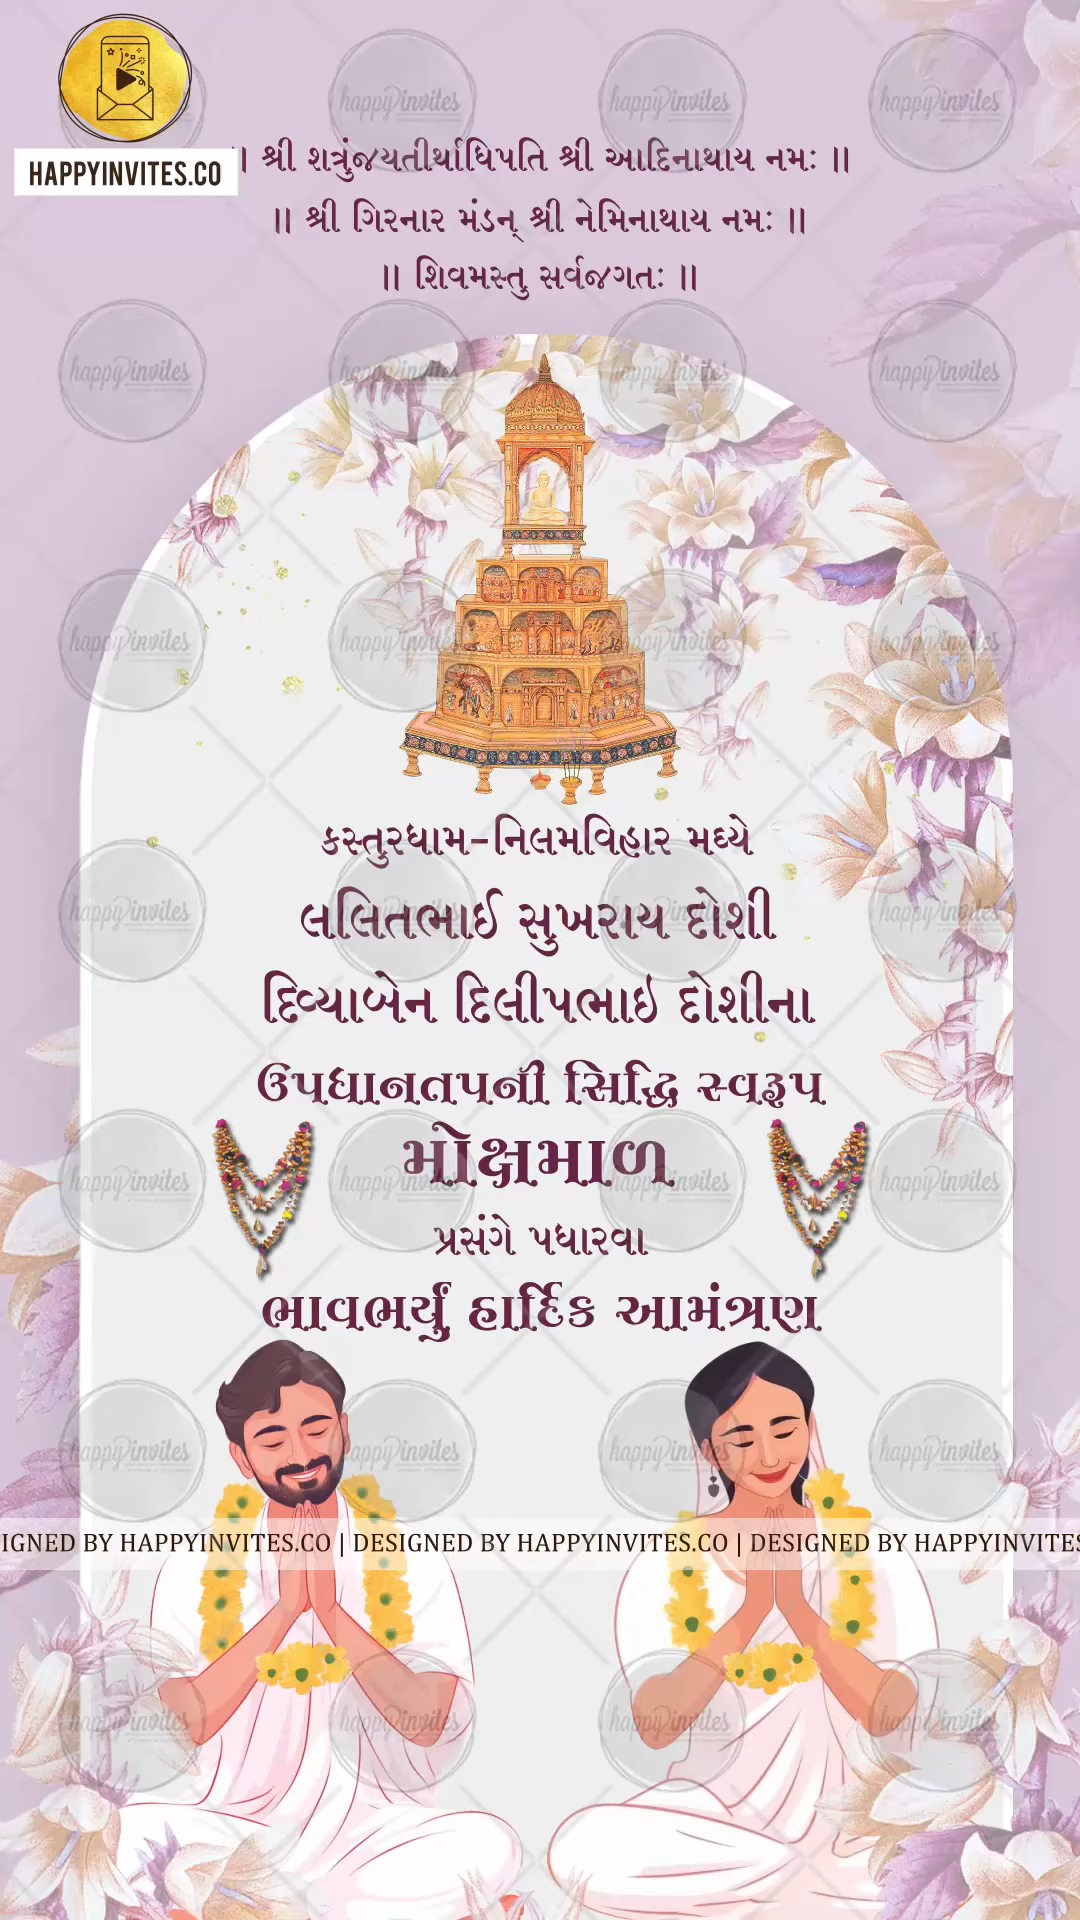 HAPPYINVITES.CO
| શ્રી શત્રુંજયતીર્થાધિપતિ શ્રી આદિનાથાય નમઃ ||
|| શ્રી ગિરનાર મંડન્ શ્રી નેમિનાથાય નમઃ ||
|| શિવમસ્તુ સર્વજગતઃ ||
કસ્તુરધામ-નિલમવિહાર મધ્યે
લલિતભાઈ સુખરાય દોશી
દિવ્યાબેન દિલીપભાઇ દોશીના
ઉપધાનતપની સિદ્ધિ સ્વરૂપ
મોક્ષમાળ
પ્રસંગે પધારવા
ભાવભર્યું હાર્દિક આમંત્રણ
IGNED BY HAPPYINVITES.CO | DESIGNED BY HAPPYINVITES.CO | DESIGNED BY HAPPYINVITES